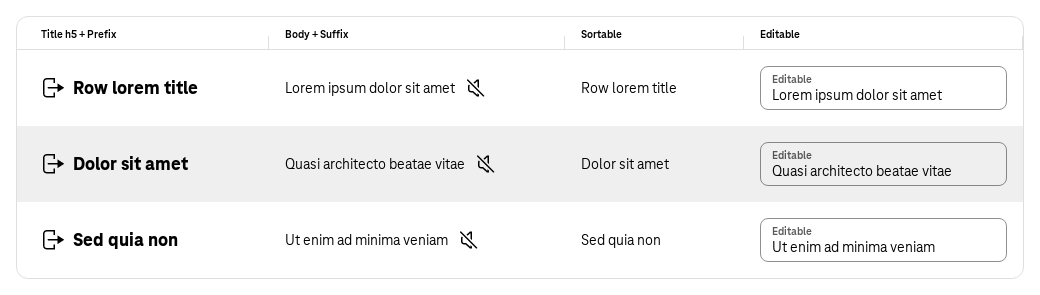 Title h5 + Prefix Body + Suffix Sortable Editable
Row lorem title Lorem ipsum dolor sit amet Row lorem title Editable
Lorem ipsum dolor sit amet
Dolor sit amet Quasi architecto beatae vitae Dolor sit amet Editable
Quasi architecto beatae vitae
Sed quia non Ut enim ad minima veniam Sed quia non Editable
Ut enim ad minima veniam